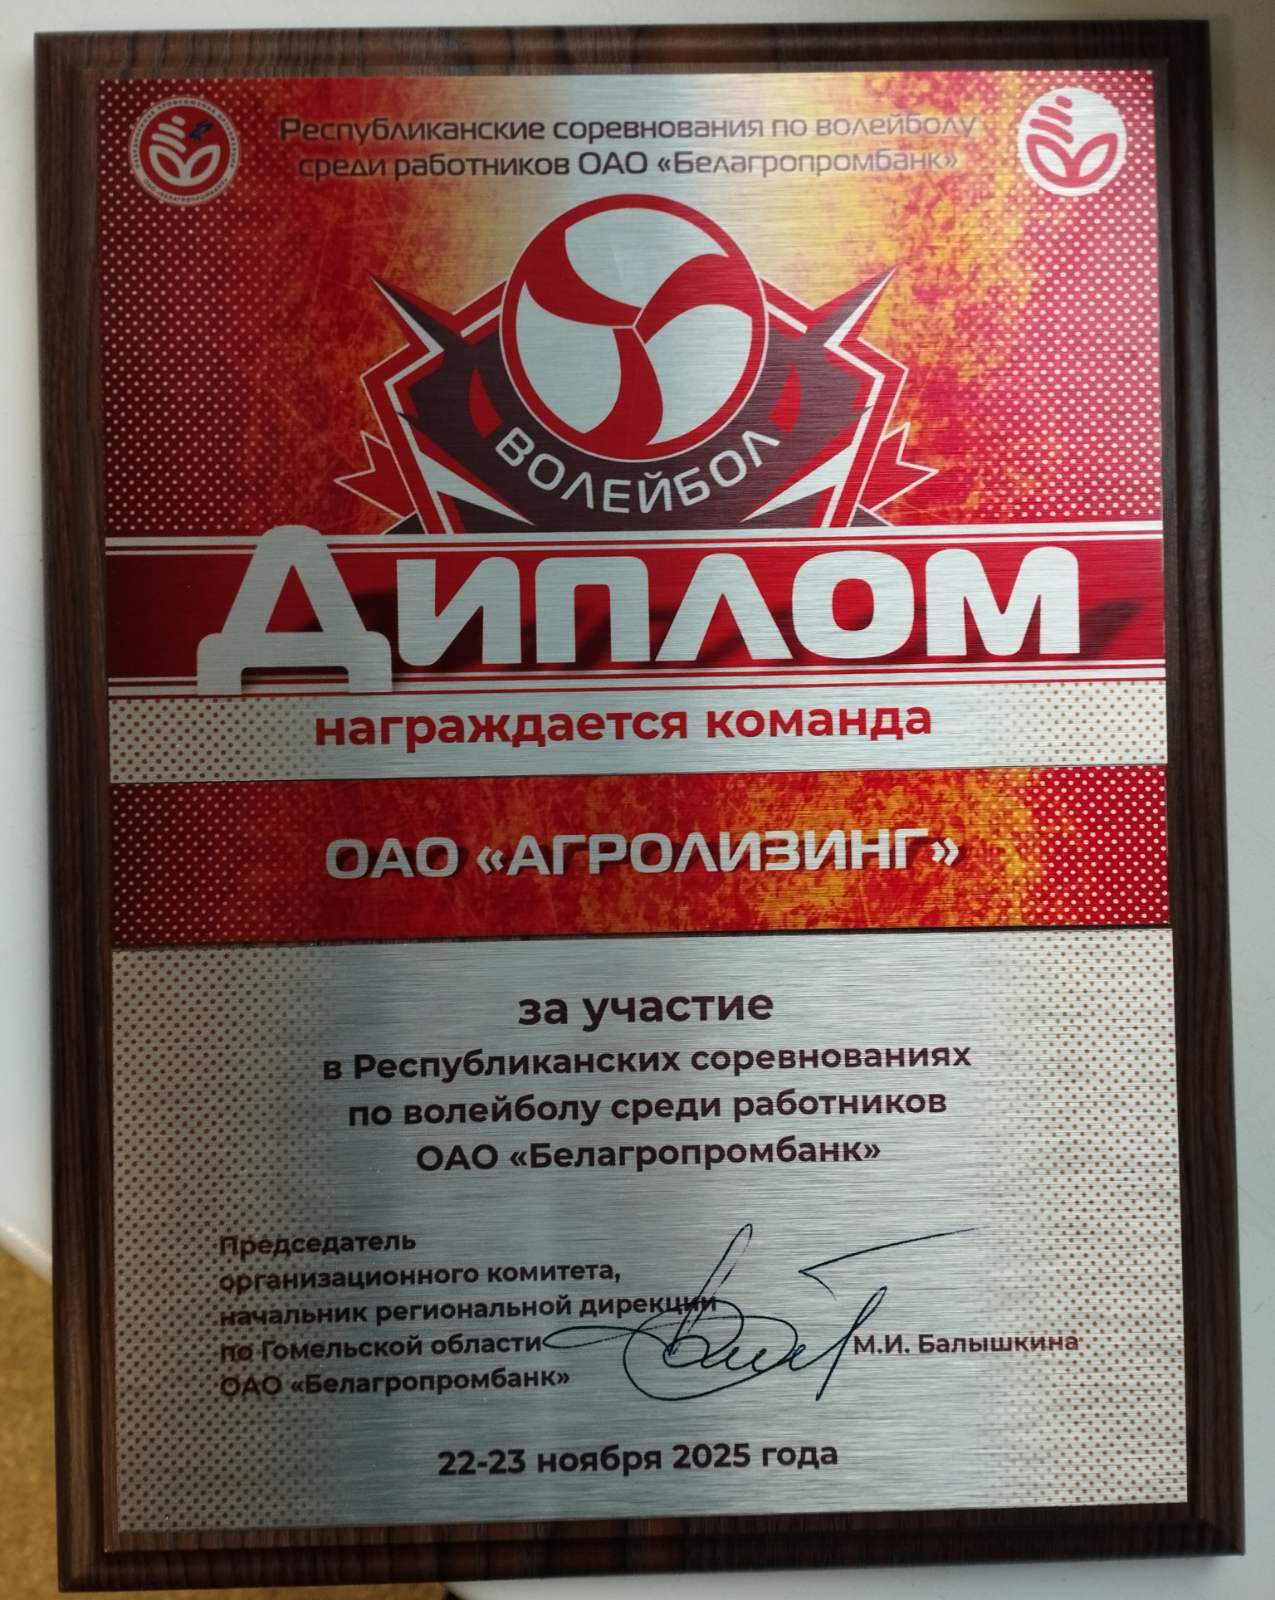 Республиканские соревнования по волейболу
среди работников ОАО «Белагропромбанк»
ВОЛЕЙБОЛ
Диплом
награждается команда
ОАО «АГРОЛИЗИНГ»
за участие
в Республиканских соревнованиях
по волейболу среди работников
ОАО «Белагропромбанк»
Председатель
организационного комитета,
начальник региональной дирекции
по Гомельской области
ОАО «Белагропромбанк»
М.И. Балышкина
22-23 ноября 2025 года